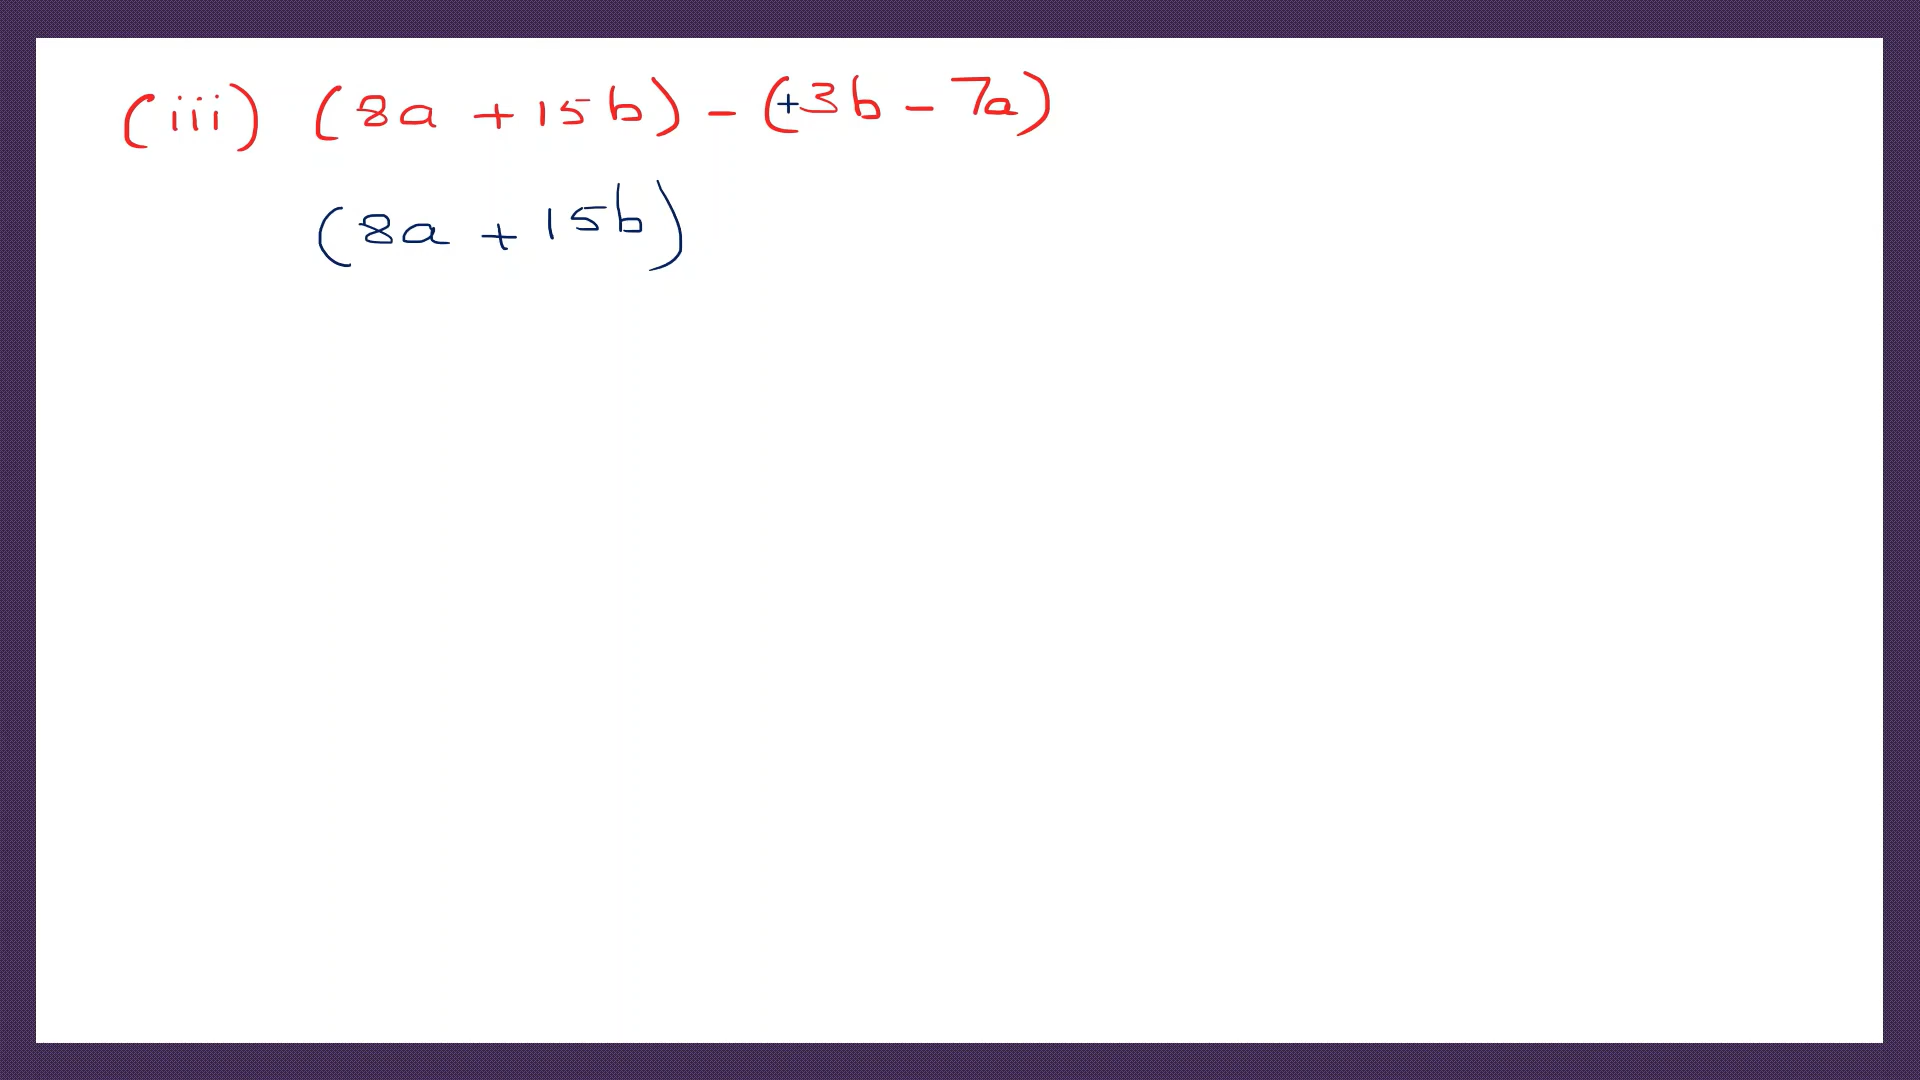 (iii) (8a + 15b) - (+3b - 7a)
(8a + 15b)